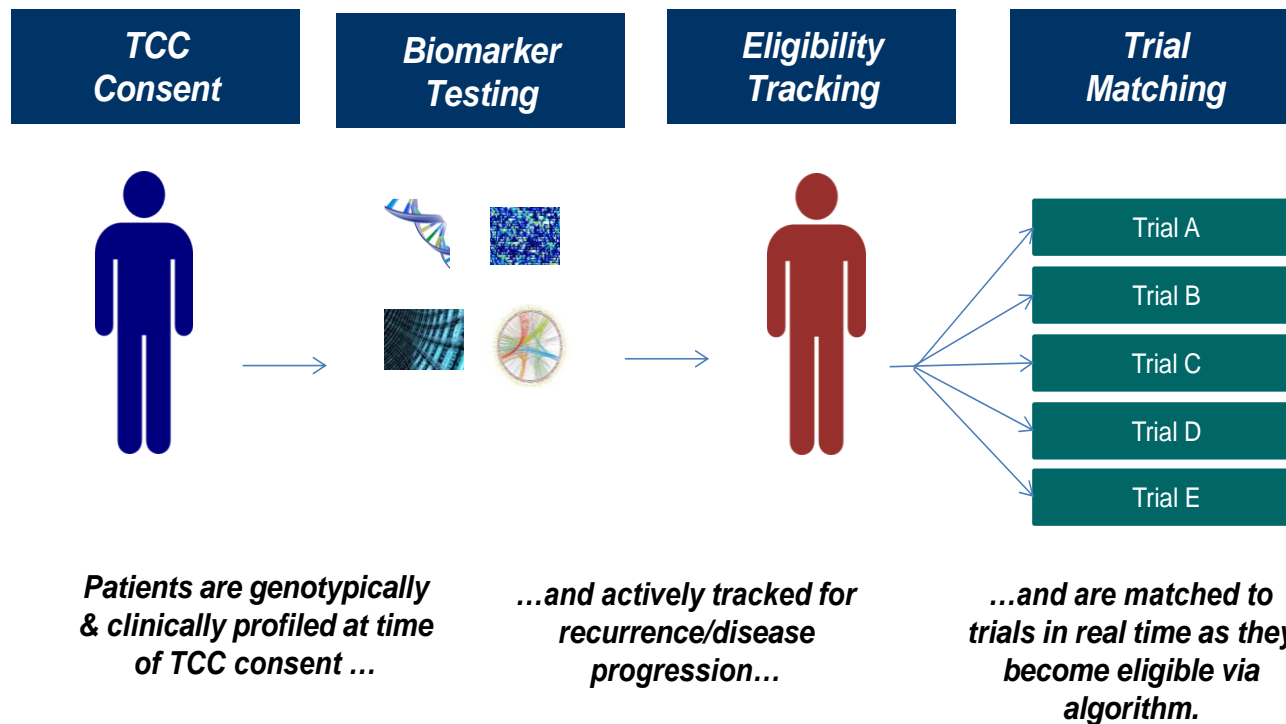 TCC
Consent
Biomarker
Testing
Eligibility
Tracking
Trial
Matching
Trial A
Trial B
Trial C
Trial D
Trial E
Patients are genotypically
& clinically profiled at time
of TCC consent …
…and actively tracked for
recurrence/disease
progression…
…and are matched to
trials in real time as they
become eligible via
algorithm.